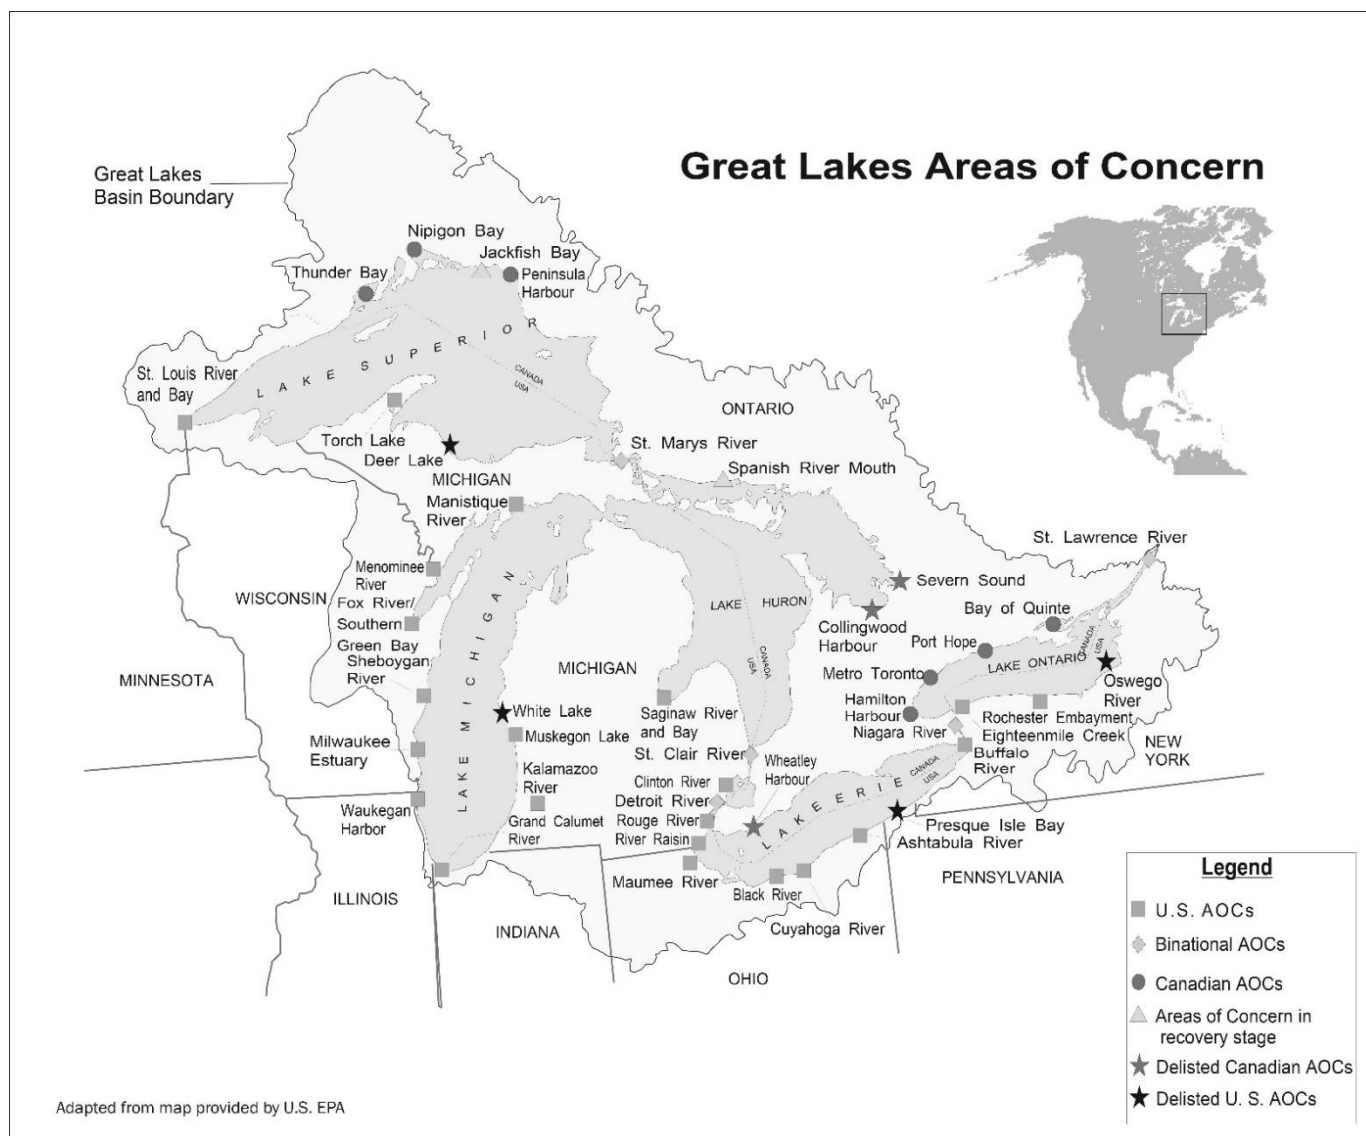 Great Lakes Areas of Concern
Great Lakes
Basin Boundary
Nipigon Bay
Jackfish Bay
Thunder Bay
Peninsula
Harbour
LAKE SUPERIOR
CANADA
USA
St. Louis River
and Bay
ONTARIO
Torch Lake
Deer Lake
St. Marys River
MICHIGAN
Spanish River Mouth
Manistique
River
St. Lawrence River
Menominee
River
WISCONSIN
Fox River/
Southern
Green Bay
Severn Sound
Bay of Quinte
LAKE HURON
Collingwood
Harbour
Port Hope
CANADA
USA
LAKE ONTARIO
Sheboygan
River
MICHIGAN
CANADA
USA
MINNESOTA
Metro Toronto
Oswego
River
LAKE MICHIGAN
White Lake
Saginaw River
and Bay
Hamilton
Harbour
Rochester Embayment
Niagara River
Eighteenmile Creek
Muskegon Lake
Milwaukee
Estuary
St. Clair River
Wheatley
Harbour
Buffalo
River
NEW
YORK
Kalamazoo
River
Clinton River
LAKE ERIE
CANADA
USA
Waukegan
Harbor
Detroit River
Grand Calumet
River
Rouge River
River Raisin
Presque Isle Bay
Ashtabula River
Maumee River
Black River
PENNSYLVANIA
ILLINOIS
INDIANA
Cuyahoga River
OHIO
Legend
U.S. AOCs
Binational AOCs
Canadian AOCs
Areas of Concern in
recovery stage
Delisted Canadian AOCs
Delisted U. S. AOCs
Adapted from map provided by U.S. EPA